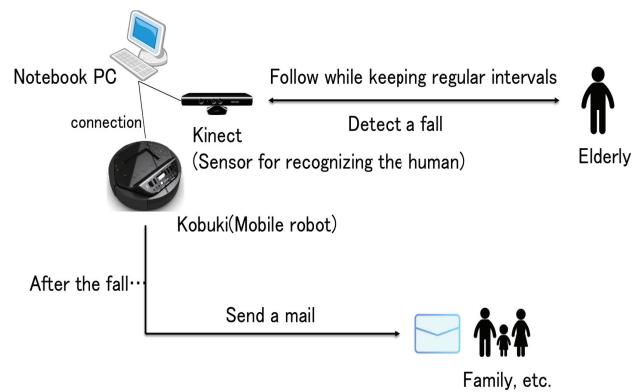 Notebook PC
Follow while keeping regular intervals
connection
Kinect
Detect a fall
(Sensor for recognizing the human)
Elderly
Kobuki(Mobile robot)
After the fall…
Send a mail
Family, etc.